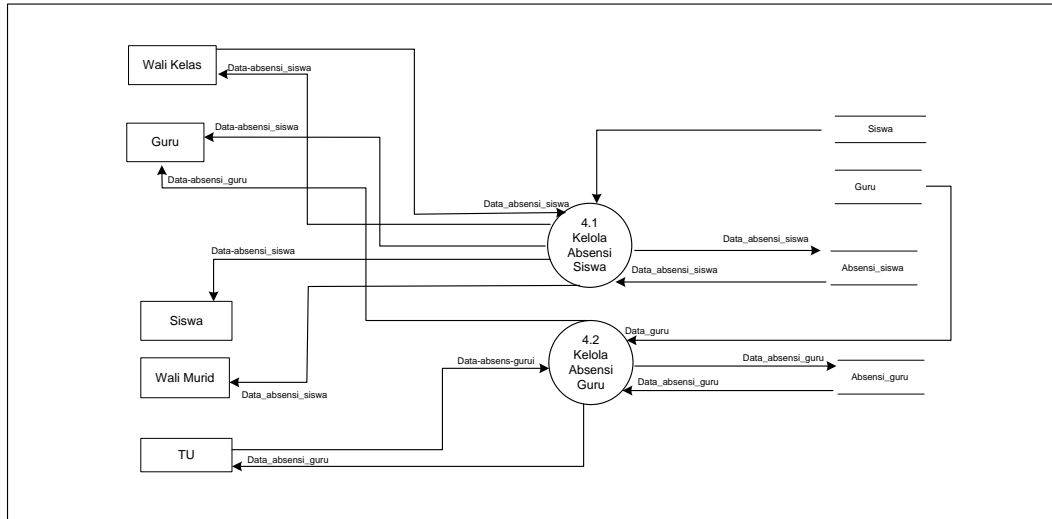 Wali Kelas
Data-absensi_siswa
Guru
Data-absensi_siswa
Data-absensi_guru
Data-absensi_siswa
Siswa
Wali Murid
Data_absensi_siswa
TU
Data_absensi_guru
Data-absens-gurui
Data_absensi_siswa
4.1
Kelola
Absensi
Siswa
4.2
Kelola
Absensi
Guru
Siswa
Guru
Data_absensi_siswa
Absensi_siswa
Data_absensi_siswa
Data_guru
Data_absensi_guru
Absensi_guru
Data_absensi_guru